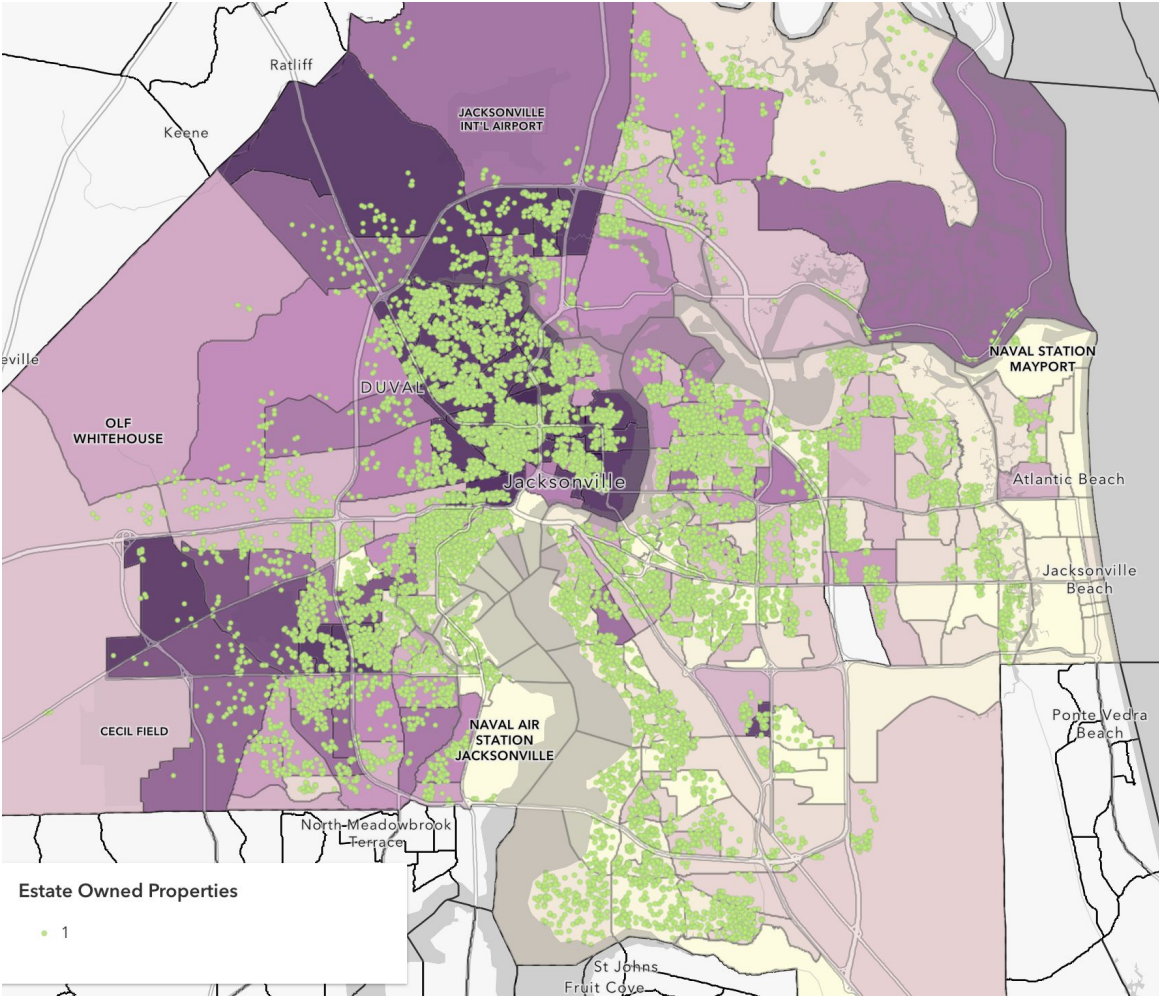 Ratliff
JACKSONVILLE
INT'L AIRPORT
Keene
eville
NAVAL STATION
MAYPORT
DUVAL
OLF
WHITEHOUSE
Jacksonville
Atlantic Beach
Jacksonville
Beach
CECIL FIELD
NAVAL AIR
STATION
JACKSONVILLE
Ponte Vedra
Beach
North Meadowbrook
Terrace
Estate Owned Properties
1
St Johns
Fruit Cove